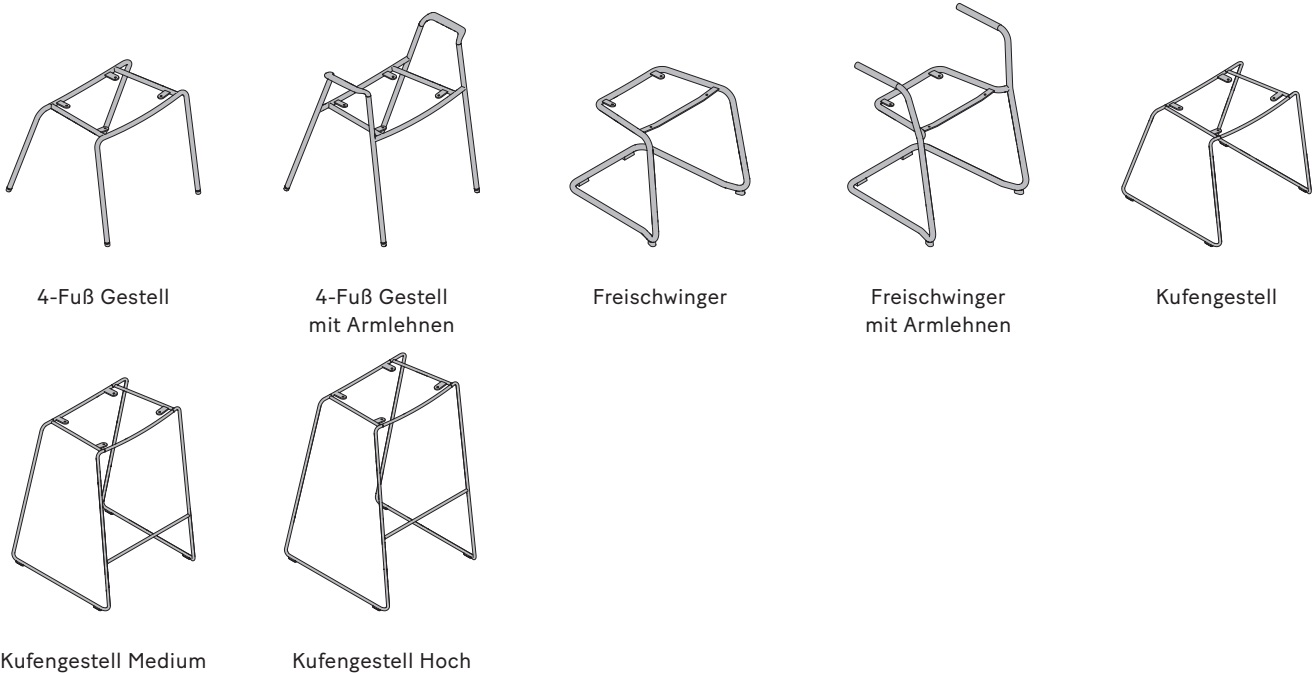 4-Fuß Gestell
4-Fuß Gestell
mit Armlehnen
Freischwinger
Freischwinger
mit Armlehnen
Kufengestell
Kufengestell Medium
Kufengestell Hoch